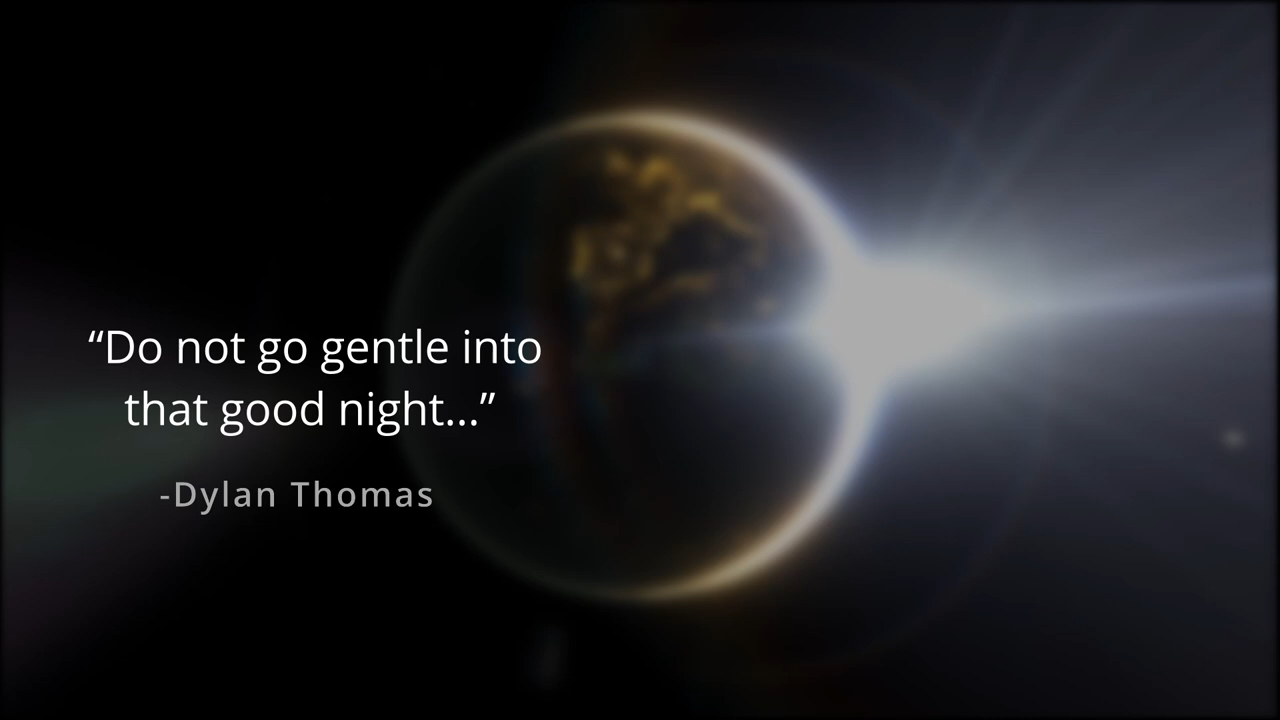 “Do not go gentle into
that good night...”
-Dylan Thomas